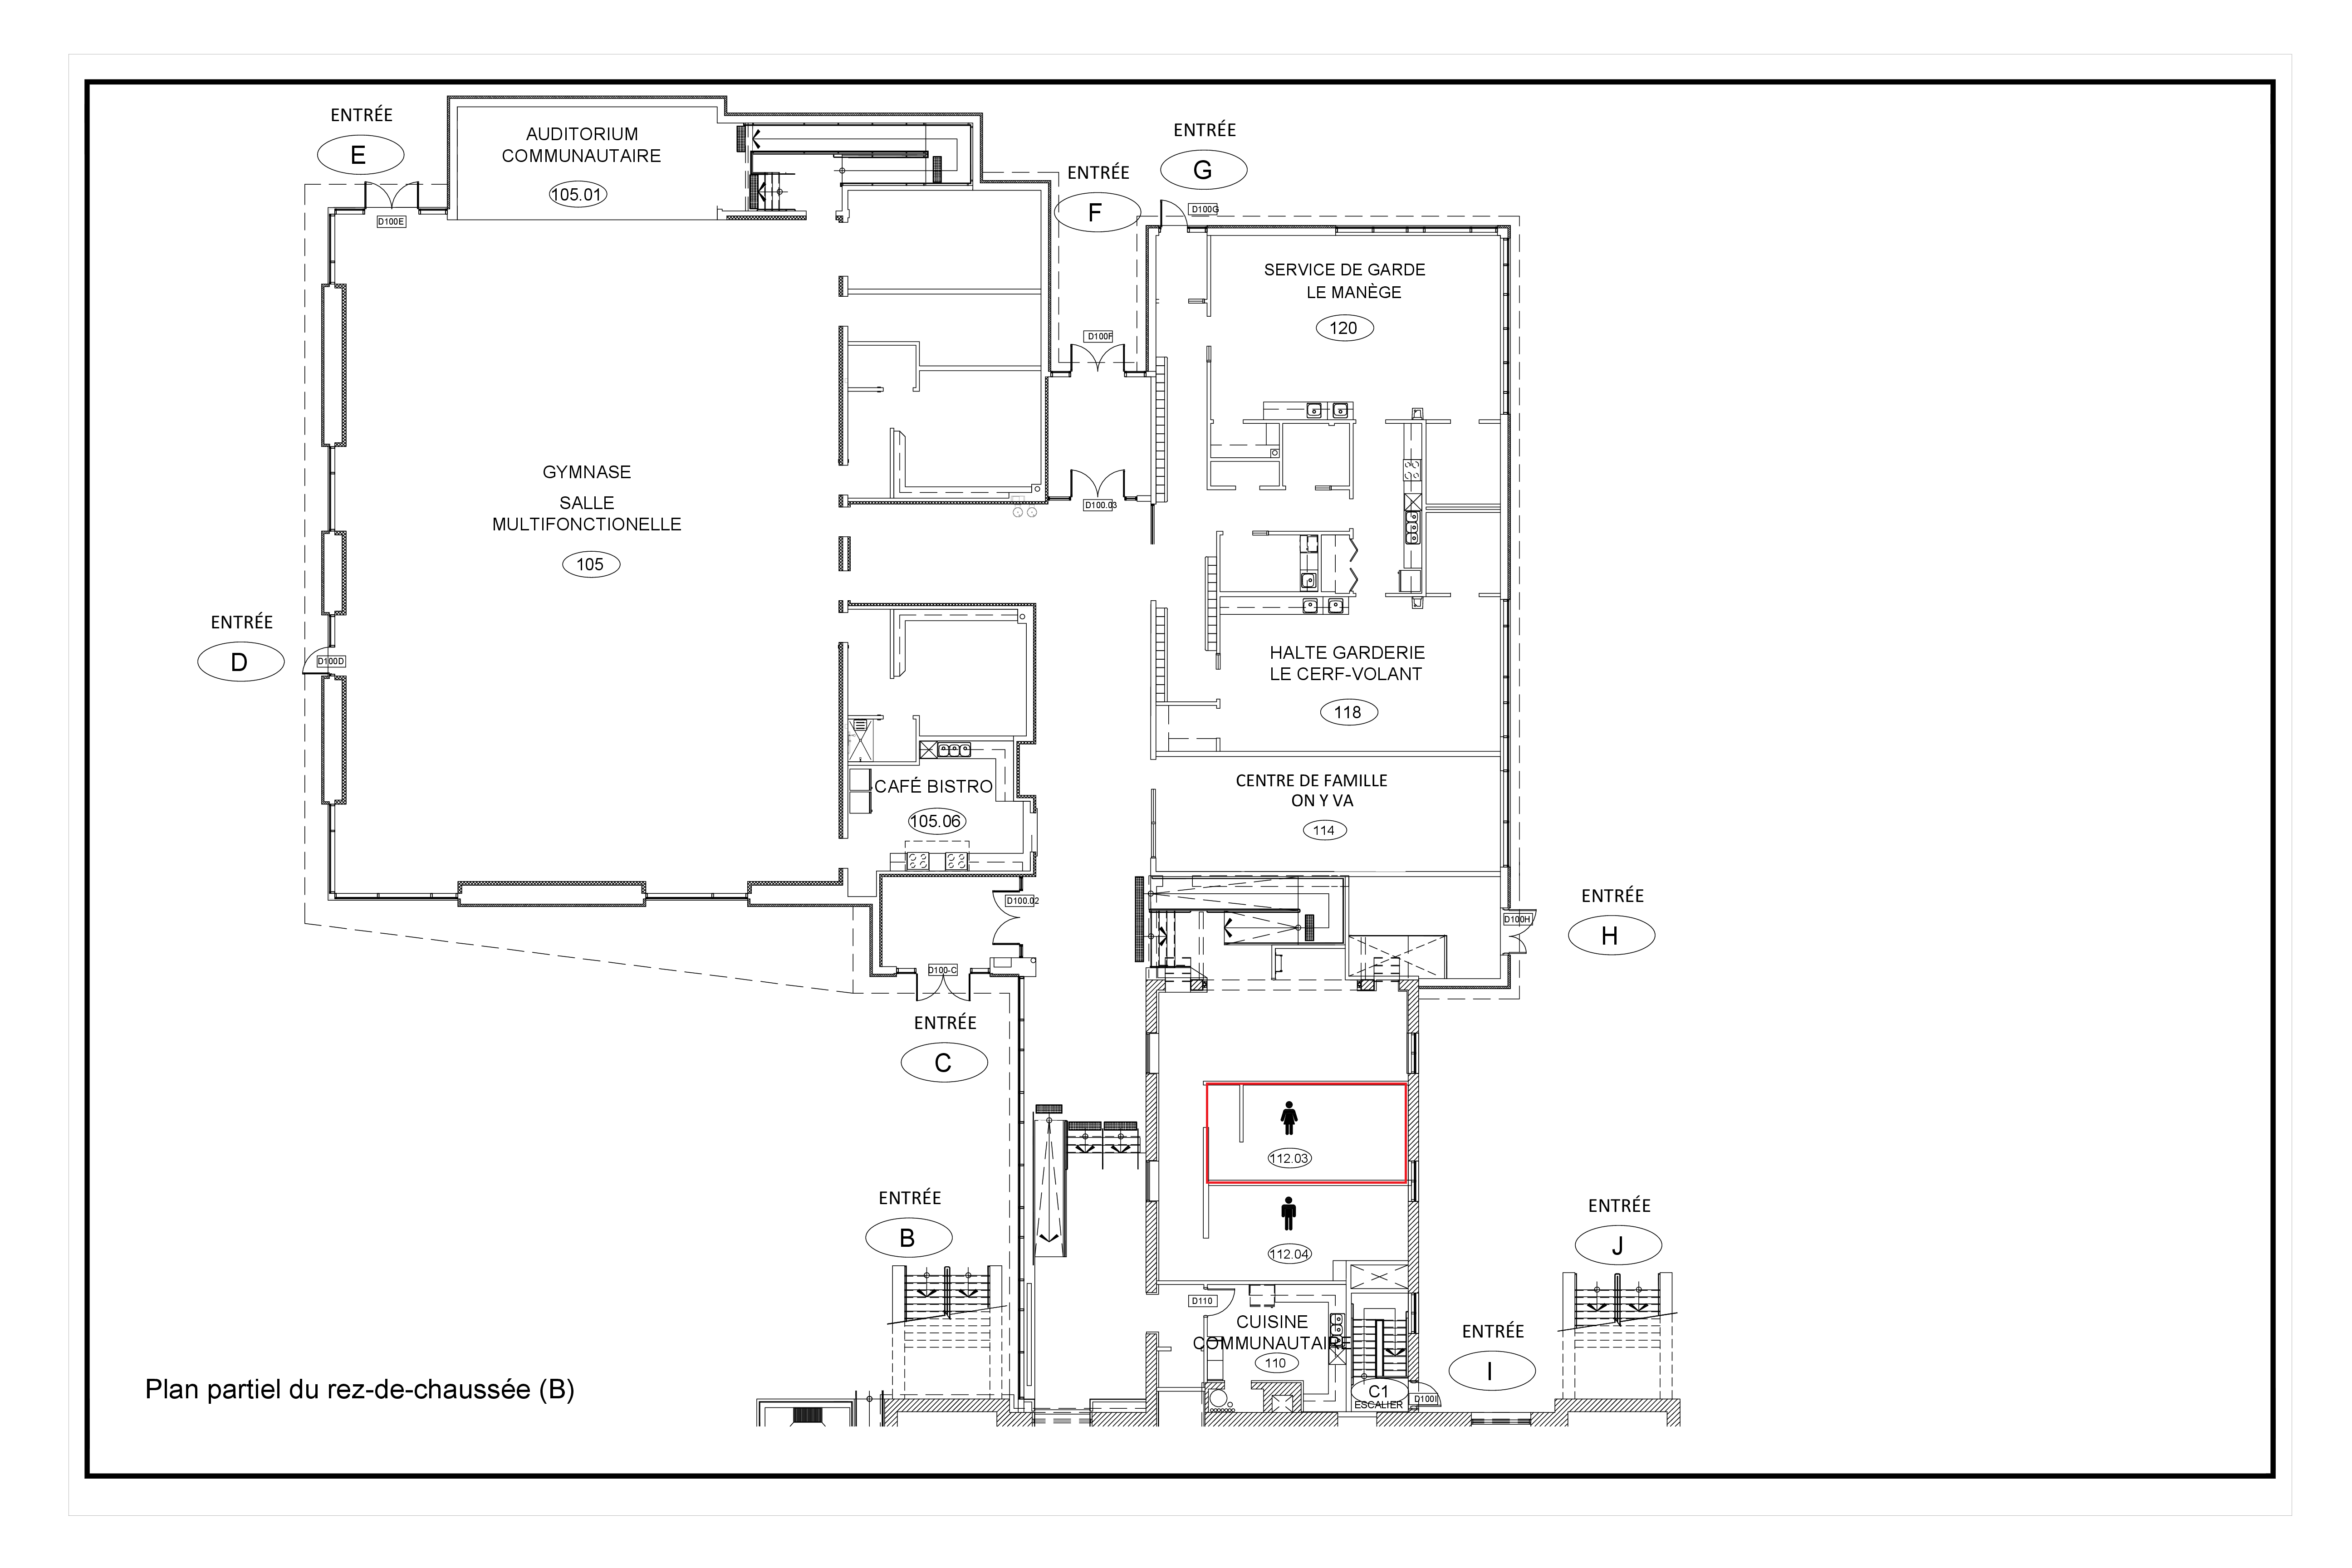 ENTRÉE
E
AUDITORIUM
COMMUNAUTAIRE
105.01
D100E
ENTRÉE
G
ENTRÉE
F
D100G
SERVICE DE GARDE
LE MANÈGE
120
D100F
D100.03
GYMNASE
SALLE
MULTIFONCTIONELLE
105
ENTRÉE
D
D100D
HALTE GARDERIE
LE CERF-VOLANT
118
CAFÉ BISTRO
105.06
CENTRE DE FAMILLE
ON Y VA
114
D100.02
D100-C
ENTRÉE
C
D100H
ENTRÉE
H
112.03
112.04
ENTRÉE
B
ENTRÉE
J
D110
CUISINE
COMMUNAUTAIRE
110
C1
ESCALIER
D100I
ENTRÉE
I
Plan partiel du rez-de-chaussée (B)